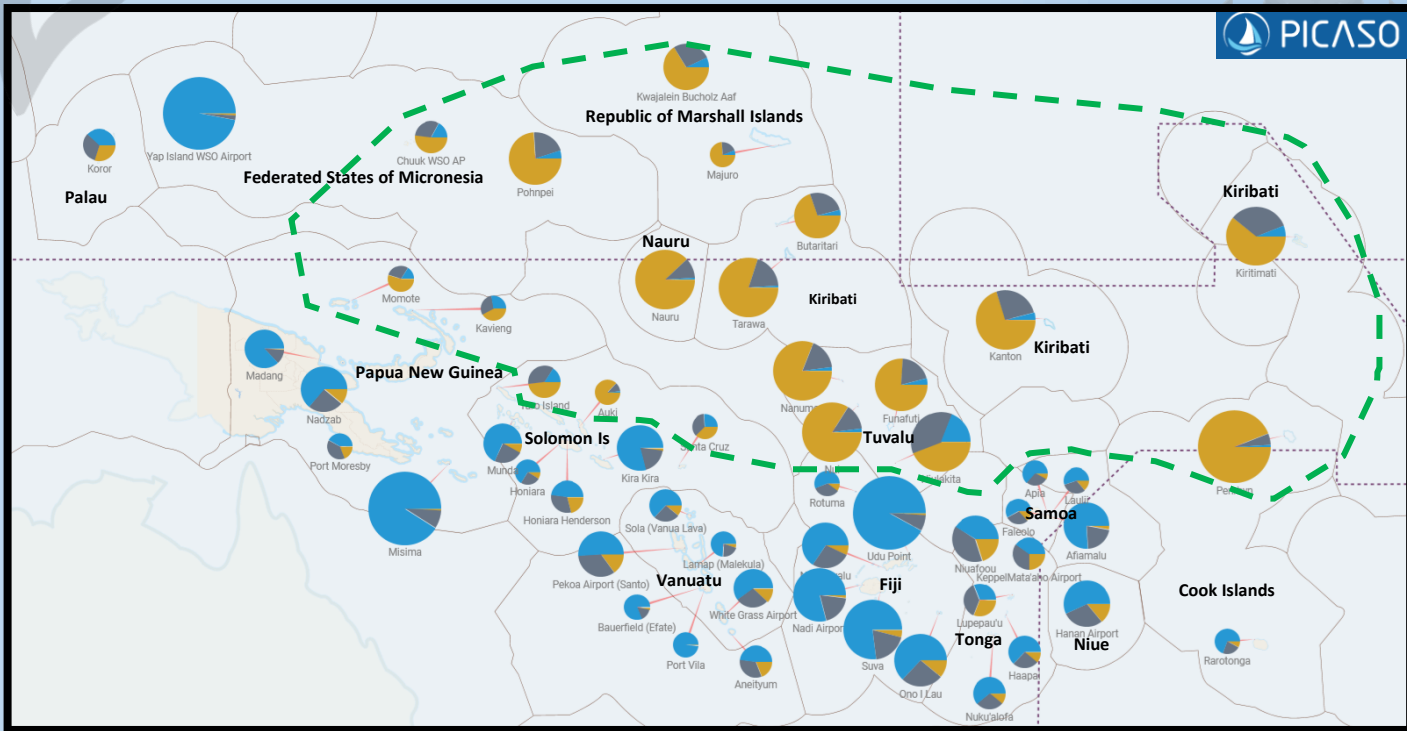 PICASO
Kwajalein Bucholz Aaf
Republic of Marshall Islands
Yap Island WSO Airport
Koror
Palau
Chuuk WSO AP
Federated States of Micronesia
Pohnpei
Majuro
Kiribati
Kiritimati
Butaritari
Nauru
Nauru
Tarawa
Kiribati
Momote
Kavieng
Kanton
Kiribati
Madang
Papua New Guinea
Nadzab
Island
Auki
Funafuti
Port Moresby
Munda
Solomon Is
Santa Cruz
Tuvalu
Honiara
Kira Kira
Honiara Henderson
Rotuma
Apia
Samoa
Faleolo
Misima
Sola (Vanua Lava)
Udu Point
Afiamalu
Niuafoou
KeppelMata'aho Airport
Lamap (Malekula)
Pekoa Airport (Santo)
Vanuatu
Fiji
Cook Islands
White Grass Airport
Bauerfield (Efate)
Nadi Airport
Lupepau'u
Tonga
Hanan Airport
Niue
Port Vila
Suva
Rarotonga
Aneityum
Ono I Lau
Haapai
Nuku'alofa